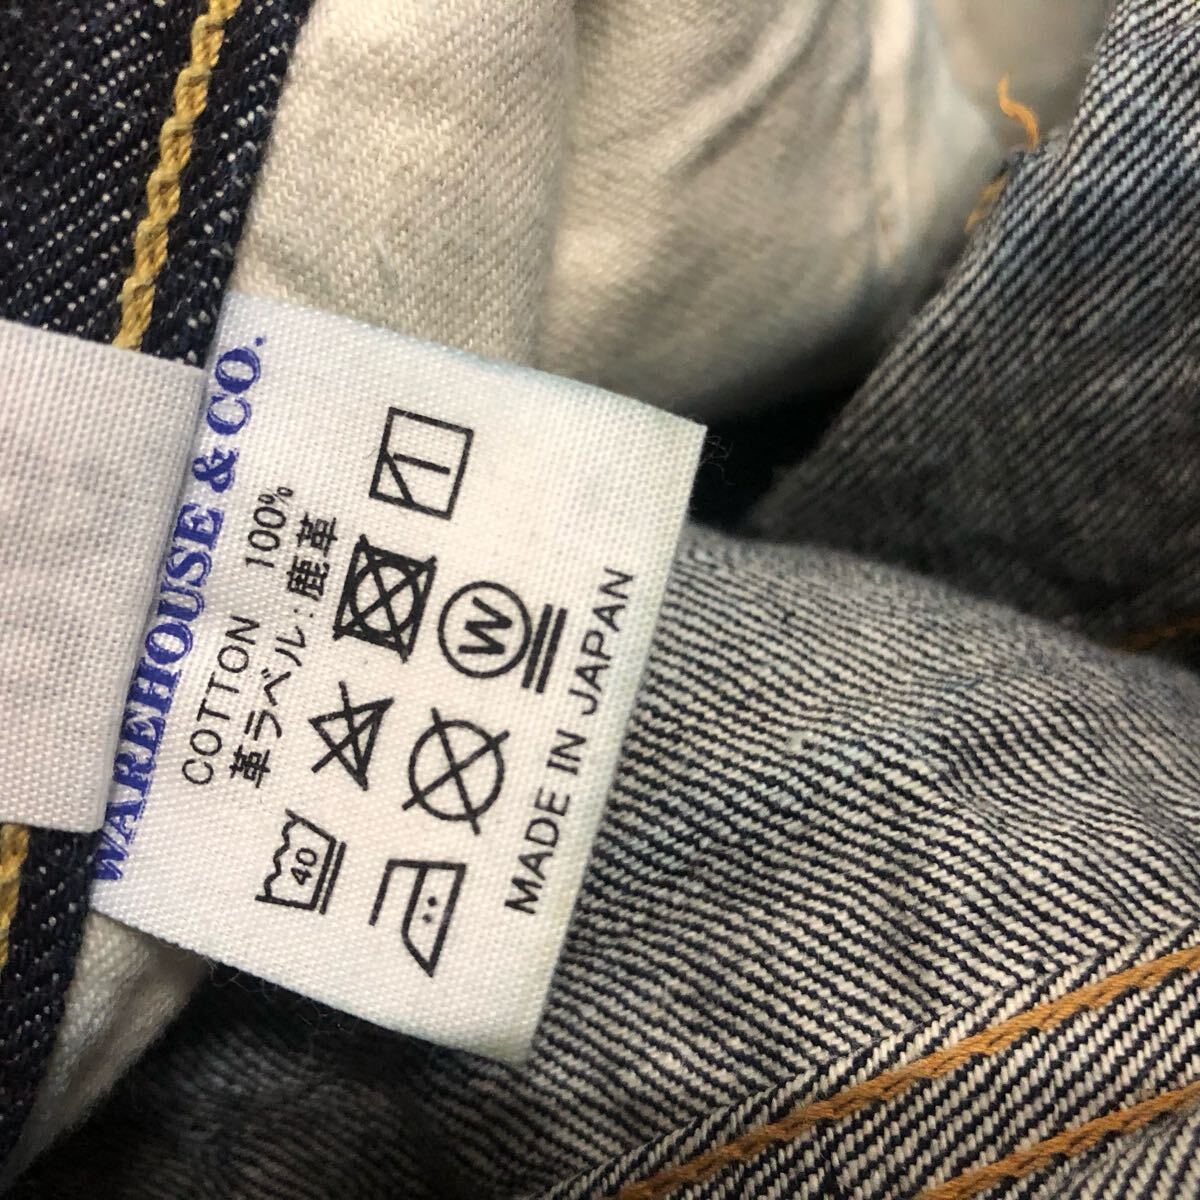 WAREHOUSE & CO.
COTTON 100%
革ラベル:鹿革
40
W
MADE IN JAPAN